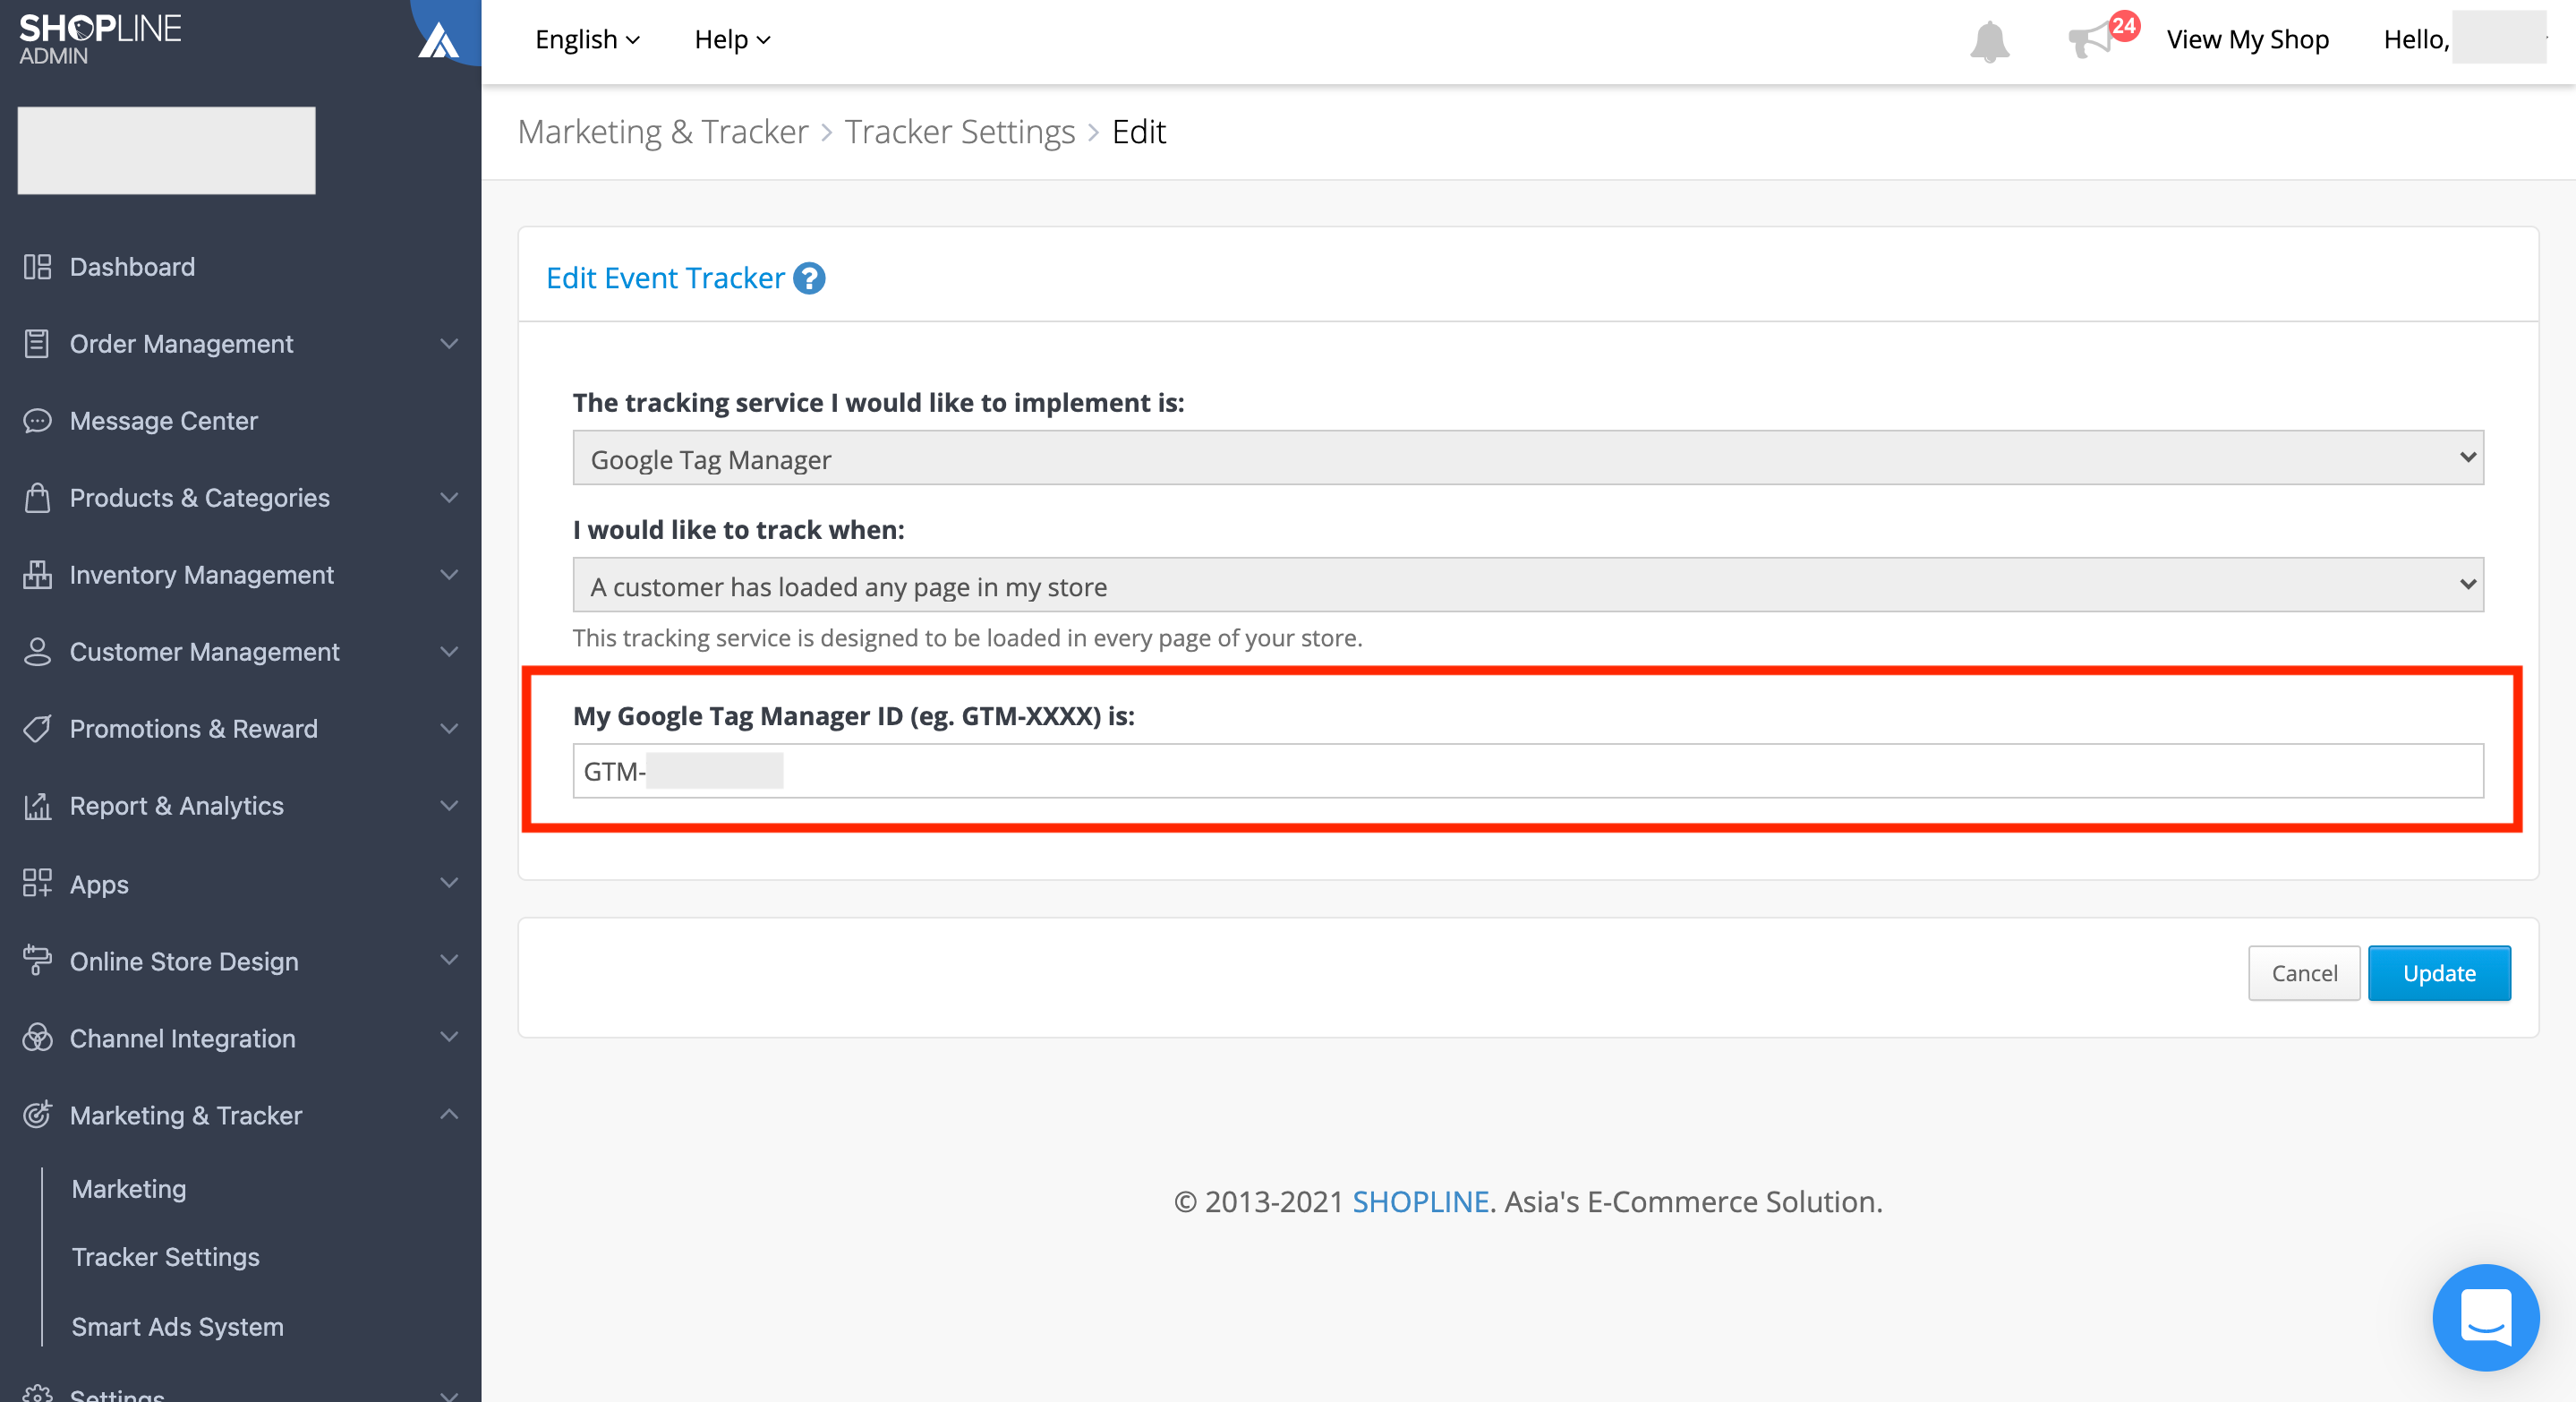 SHOPLINE
ADMIN
English
Help
24
View My Shop
Hello,
Marketing & Tracker > Tracker Settings > Edit
Dashboard
Order Management
Message Center
Products & Categories
Inventory Management
Customer Management
Promotions & Reward
Report & Analytics
Apps
Online Store Design
Channel Integration
Marketing & Tracker
Marketing
Tracker Settings
Smart Ads System
Settings
Edit Event Tracker ?
The tracking service I would like to implement is:
Google Tag Manager
I would like to track when:
A customer has loaded any page in my store
This tracking service is designed to be loaded in every page of your store.
My Google Tag Manager ID (eg. GTM-XXXX) is:
GTM-
Cancel
Update
© 2013-2021 SHOPLINE. Asia's E-Commerce Solution.